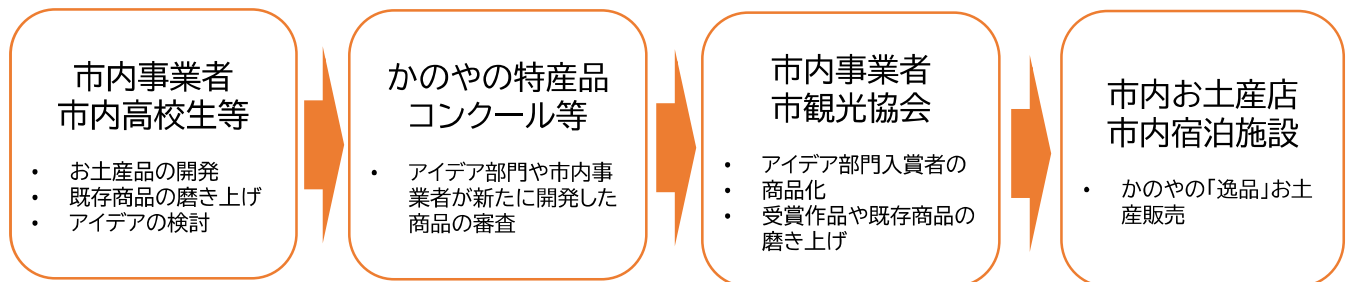 市内事業者
市内高校生等
• お土産品の開発
• 既存商品の磨き上げ
• アイデアの検討
かのやの特産品
コンクール等
• アイデア部門や市内事
業者が新たに開発した
商品の審査
市内事業者
市観光協会
• アイデア部門入賞者の
• 商品化
• 受賞作品や既存商品の
磨き上げ
市内お土産店
市内宿泊施設
• かのやの｢逸品｣お土
産販売